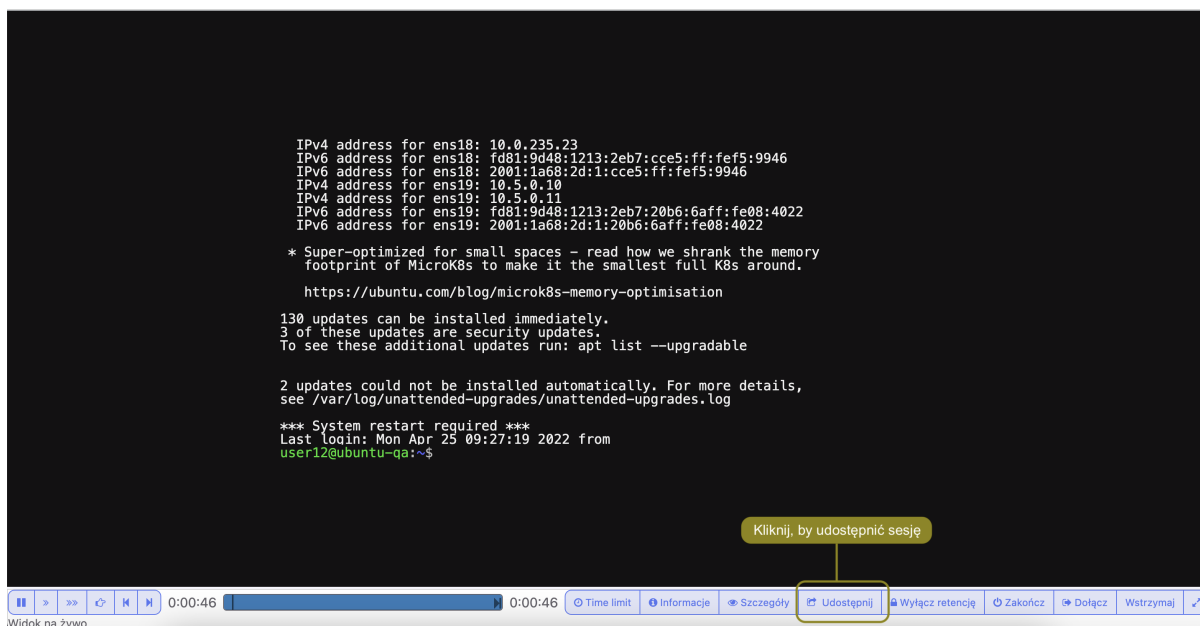 IPv4 address for ens18: 10.0.235.23
IPv6 address for ens18: fd81:9d48:1213:2eb7:cce5:ff:fef5:9946
IPv6 address for ens18: 2001:1a68:2d:1:cce5:ff:fef5:9946
IPv4 address for ens19: 10.5.0.10
IPv4 address for ens19: 10.5.0.11
IPv6 address for ens19: fd81:9d48:1213:2eb7:20b6:6aff:fe08:4022
IPv6 address for ens19: 2001:1a68:2d:1:20b6:6aff:fe08:4022
* Super-optimized for small spaces - read how we shrank the memory
footprint of MicroK8s to make it the smallest full K8s around.
https://ubuntu.com/blog/microk8s-memory-optimisation
130 updates can be installed immediately.
3 of these updates are security updates.
To see these additional updates run: apt list --upgradable
2 updates could not be installed automatically. For more details,
see /var/log/unattended-upgrades/unattended-upgrades.log
*** System restart required ***
Last login: Mon Apr 25 09:27:19 2022 from
user12@ubuntu-qa:~$
Kliknij, by udostępnić sesję
0:00:46 0:00:46 Time limit Informacje Szczegóły Udostępnij Wyłącz retencję Zakończ Dołącz Wstrzymaj
Widok na żywo